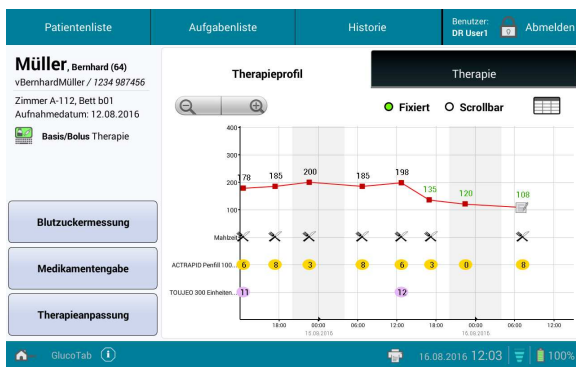 Patientenliste
Aufgabenliste
Historie
Benutzer:
DR User1
Abmelden
Müller, Bernhard (64)
vBernhardMüller / 1234 987456
Zimmer A-112, Bett b01
Aufnahmedatum: 12.08.2016
Basis/Bolus Therapie
Blutzuckermessung
Medikamentengabe
Therapieanpassung
Therapieprofil
Therapie
Fixiert
Scrollbar
400
300
200
100
178 185 200 185 198 135 120 108
Mahlzeit
ACTRAPID Penfill 100... 6 8 3 8 6 3 0 8
TOUJEO 300 Einheiten... 11 12
18:00 00:00 06:00 12:00 18:00 00:00 06:00 12:00
15.08.2016 16.08.2016
GlucoTab
16.08.2016 12:03
100%